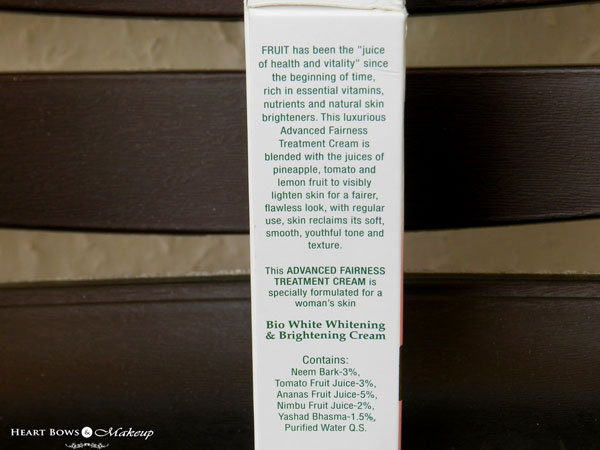 FRUIT has been the "juice
of health and vitality" since
the beginning of time,
rich in essential vitamins,
nutrients and natural skin
brighteners. This luxurious
Advanced Fairness
Treatment Cream is
blended with the juices of
pineapple, tomato and
lemon fruit to visibly
lighten skin for a fairer,
flawless look, with regular
use, skin reclaims its soft,
smooth, youthful tone and
texture.
This ADVANCED FAIRNESS
TREATMENT CREAM is
specially formulated for a
woman's skin
Bio White Whitening
& Brightening Cream
Contains:
Neem Bark-3%,
Tomato Fruit Juice-3%,
Ananas Fruit Juice-5%,
Nimbu Fruit Juice-2%,
Yashad Bhasma-1.5%,
Purified Water Q.S.
HEART BOWS & Makeup